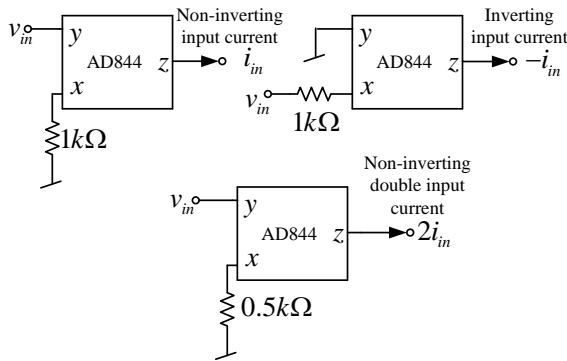 Non-inverting
input current
v_in y
AD844
x z i_in
1kΩ
Inverting
input current
y
AD844
x z −i_in
v_in 1kΩ
Non-inverting
double input
current
v_in y
AD844
x z 2i_in
0.5kΩ